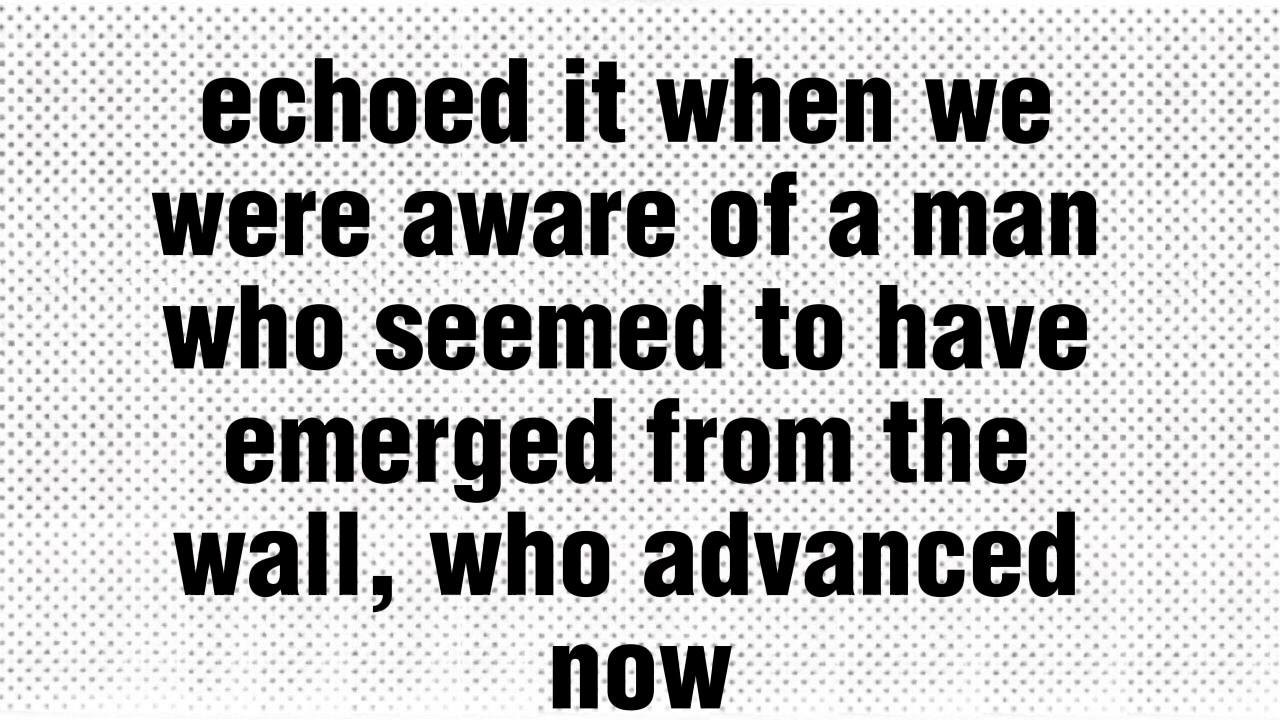 echoed it when we
were aware of a man
who seemed to have
emerged from the
wall, who advanced
now